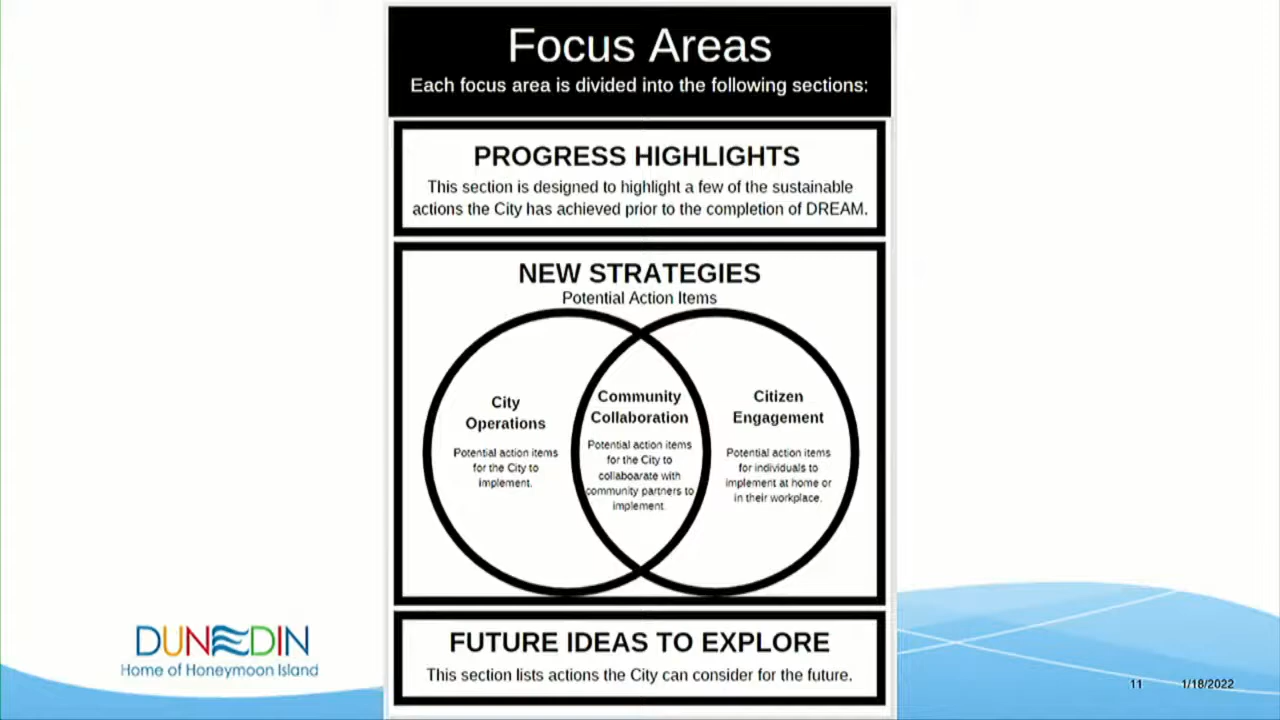 Focus Areas
Each focus area is divided into the following sections:
PROGRESS HIGHLIGHTS
This section is designed to highlight a few of the sustainable
actions the City has achieved prior to the completion of DREAM.
NEW STRATEGIES
Potential Action Items
City
Operations
Potential action items
for the City to
implement.
Community
Collaboration
Potential action items
for the City to
collaboarate with
community partners to
implement.
Citizen
Engagement
Potential action items
for individuals to
implement at home or
in their workplace.
FUTURE IDEAS TO EXPLORE
This section lists actions the City can consider for the future.
DUNEDIN
Home of Honeymoon Island
11 1/18/2022